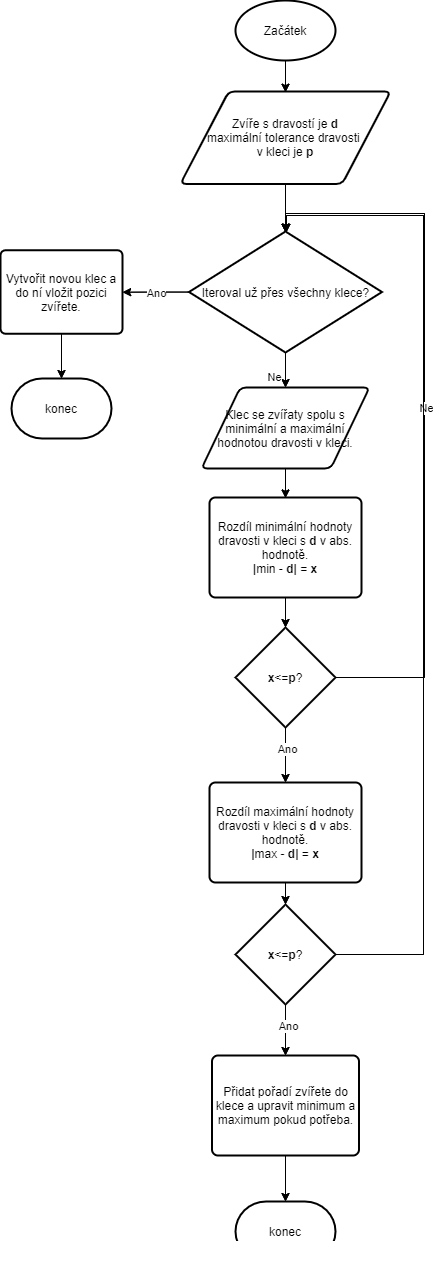 Začátek
Zvíře s dravostí je d
maximální tolerance dravosti
v kleci je p
Iteroval už přes všechny klece?
Ano
Vytvořit novou klec a
do ní vložit pozici
zvířete.
konec
Ne
Klec se zvířaty spolu s
minimální a maximální
hodnotou dravosti v kleci.
Ne
Rozdíl minimální hodnoty
dravosti v kleci s d v abs.
hodnotě.
|min - d| = x
x<=p?
Ano
Rozdíl maximální hodnoty
dravosti v kleci s d v abs.
hodnotě.
|max - d| = x
x<=p?
Ano
Přidat pořadí zvířete do
klece a upravit minimum a
maximum pokud potřeba.
konec